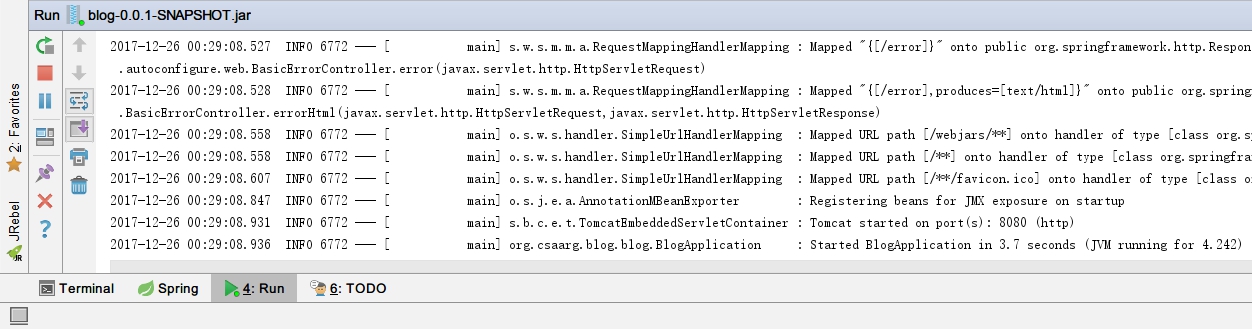 Run blog-0.0.1-SNAPSHOT.jar
2017-12-26 00:29:08.527  INFO 6772 --- [           main] s.w.s.m.m.a.RequestMappingHandlerMapping : Mapped "{[/error]}" onto public org.springframework.http.Respon
.autoconfigure.web.BasicErrorController.error(javax.servlet.http.HttpServletRequest)
2017-12-26 00:29:08.528  INFO 6772 --- [           main] s.w.s.m.m.a.RequestMappingHandlerMapping : Mapped "{[/error],produces=[text/html]}" onto public org.spring
.BasicErrorController.errorHtml(javax.servlet.http.HttpServletRequest,javax.servlet.http.HttpServletResponse)
2017-12-26 00:29:08.558  INFO 6772 --- [           main] o.s.w.s.handler.SimpleUrlHandlerMapping  : Mapped URL path [/webjars/**] onto handler of type [class org.s
2017-12-26 00:29:08.558  INFO 6772 --- [           main] o.s.w.s.handler.SimpleUrlHandlerMapping  : Mapped URL path [/**] onto handler of type [class org.springfra
2017-12-26 00:29:08.607  INFO 6772 --- [           main] o.s.w.s.handler.SimpleUrlHandlerMapping  : Mapped URL path [/**/favicon.ico] onto handler of type [class o
2017-12-26 00:29:08.847  INFO 6772 --- [           main] o.s.j.e.a.AnnotationMBeanExporter        : Registering beans for JMX exposure on startup
2017-12-26 00:29:08.931  INFO 6772 --- [           main] s.b.c.e.t.TomcatEmbeddedServletContainer : Tomcat started on port(s): 8080 (http)
2017-12-26 00:29:08.936  INFO 6772 --- [           main] org.csaarg.blog.blog.BlogApplication     : Started BlogApplication in 3.7 seconds (JVM running for 4.242)
2: Favorites
JRebel
JR
Terminal Spring 4: Run 6: TODO